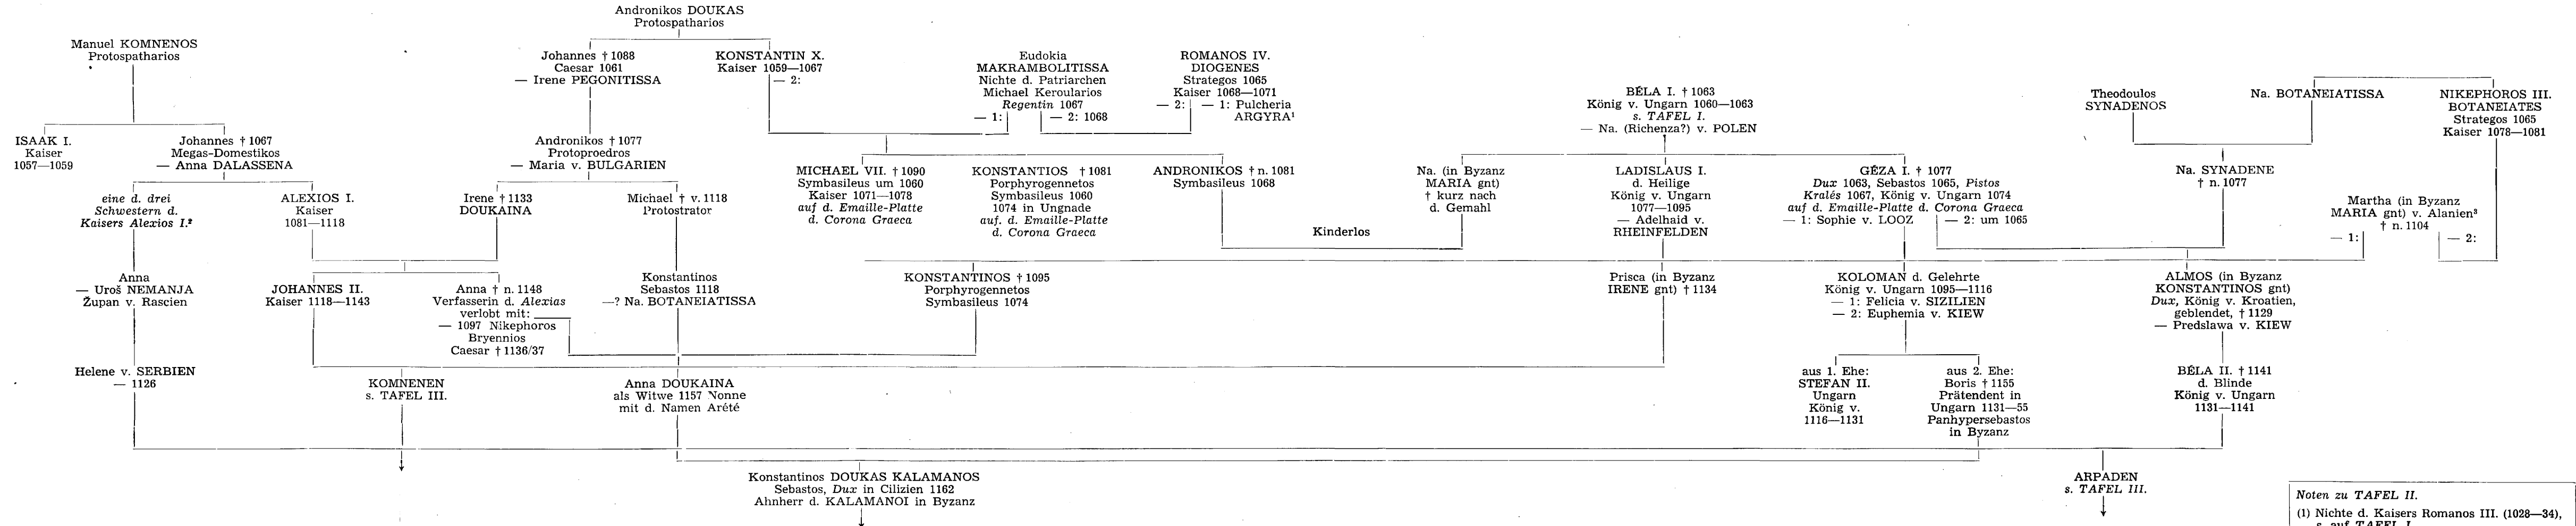 Andronikos DOUKAS
Protospatharios
Manuel KOMNENOS
Protospatharios
Johannes † 1088
Caesar 1061
— Irene PEGONITISSA
KONSTANTIN X.
Kaiser 1059—1067
— 2:
Eudokia
MAKRAMBOLITISSA
Nichte d. Patriarchen
Michael Keroularios
Regentin 1067
— 1:
— 2: 1068
ROMANOS IV.
DIOGENES
Strategos 1065
Kaiser 1068—1071
— 2:
— 1: Pulcheria
ARGYRA¹
BÉLA I. † 1063
König v. Ungarn 1060—1063
s. TAFEL I.
— Na. (Richenza?) v. POLEN
Theodoulos
SYNADENOS
Na. BOTANEIATISSA
NIKEPHOROS III.
BOTANEIATES
Strategos 1065
Kaiser 1078—1081
ISAAK I.
Kaiser
1057—1059
Johannes † 1067
Megas-Domestikos
— Anna DALASSENA
Andronikos † 1077
Protoproedros
— Maria v. BULGARIEN
MICHAEL VII. † 1090
Symbasileus um 1060
Kaiser 1071—1078
auf d. Emaille-Platte
d. Corona Graeca
KONSTANTIOS † 1081
Porphyrogennetos
Symbasileus 1060
1074 in Ungnade
auf. d. Emaille-Platte
d. Corona Graeca
ANDRONIKOS † n. 1081
Symbasileus 1068
Na. (in Byzanz
MARIA gnt)
† kurz nach
d. Gemahl
LADISLAUS I.
d. Heilige
König v. Ungarn
1077—1095
— Adelhaid v.
RHEINFELDEN
GÉZA I. † 1077
Dux 1063, Sebastos 1065, Pistos
Kralés 1067, König v. Ungarn 1074
auf d. Emaille-Platte d. Corona Graeca
— 1: Sophie v. LOOZ
— 2: um 1065
Na. SYNADENE
† n. 1077
Martha (in Byzanz
MARIA gnt) v. Alanien³
† n. 1104
— 1:
— 2:
eine d. drei
Schwestern d.
Kaisers Alexios I.²
ALEXIOS I.
Kaiser
1081—1118
Irene † 1133
DOUKAINA
Michael † v. 1118
Protostrator
Kinderlos
Anna
— Uroš NEMANJA
Župan v. Rascien
JOHANNES II.
Kaiser 1118—1143
Anna † n. 1148
Verfasserin d. Alexias
verlobt mit:
— 1097 Nikephoros
Bryennios
Caesar † 1136/37
Konstantinos
Sebastos 1118
—? Na. BOTANEIATISSA
KONSTANTINOS † 1095
Porphyrogennetos
Symbasileus 1074
Prisca (in Byzanz
IRENE gnt) † 1134
KOLOMAN d. Gelehrte
König v. Ungarn 1095—1116
— 1: Felicia v. SIZILIEN
— 2: Euphemia v. KIEW
ALMOS (in Byzanz
KONSTANTINOS gnt)
Dux, König v. Kroatien,
geblendet, † 1129
— Predslawa v. KIEW
Helene v. SERBIEN
— 1126
KOMNENEN
s. TAFEL III.
Anna DOUKAINA
als Witwe 1157 Nonne
mit d. Namen Arété
aus 1. Ehe:
STEFAN II.
Ungarn
König v.
1116—1131
aus 2. Ehe:
Boris † 1155
Prätendent in
Ungarn 1131—55
Panhypersebastos
in Byzanz
BÉLA II. † 1141
d. Blinde
König v. Ungarn
1131—1141
Konstantinos DOUKAS KALAMANOS
Sebastos, Dux in Cilizien 1162
Ahnherr d. KALAMANOI in Byzanz
ARPADEN
s. TAFEL III.
Noten zu TAFEL II.
(1) Nichte d. Kaisers Romanos III. (1028—34),
s. auf TAFEL I.